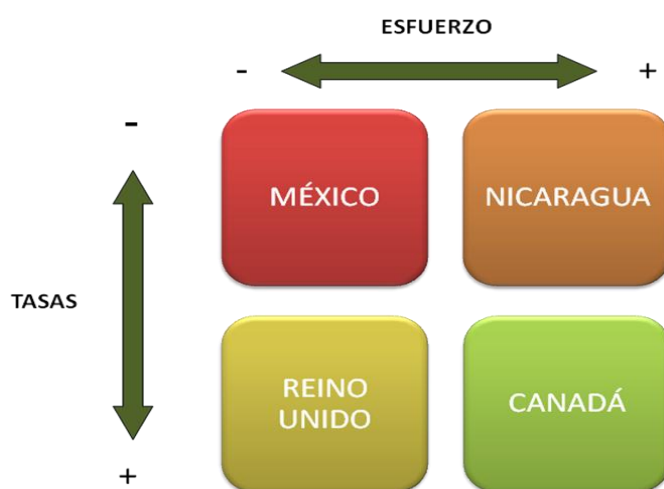 ESFUERZO
- +
-
MÉXICO NICARAGUA
TASAS
REINO
UNIDO
CANADÁ
+